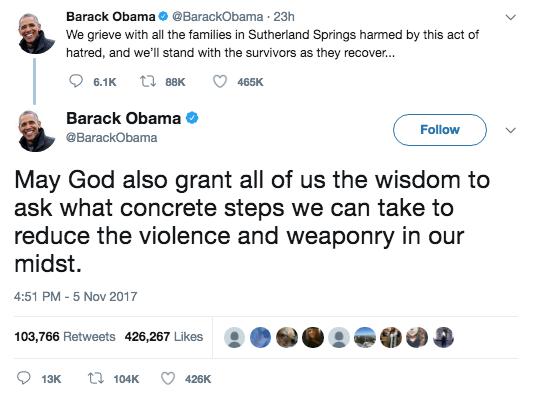 Barack Obama @BarackObama · 23h
We grieve with all the families in Sutherland Springs harmed by this act of
hatred, and we'll stand with the survivors as they recover...
6.1K 88K 465K
Barack Obama
@BarackObama
Follow
May God also grant all of us the wisdom to
ask what concrete steps we can take to
reduce the violence and weaponry in our
midst.
4:51 PM - 5 Nov 2017
103,766 Retweets 426,267 Likes
13K 104K 426K